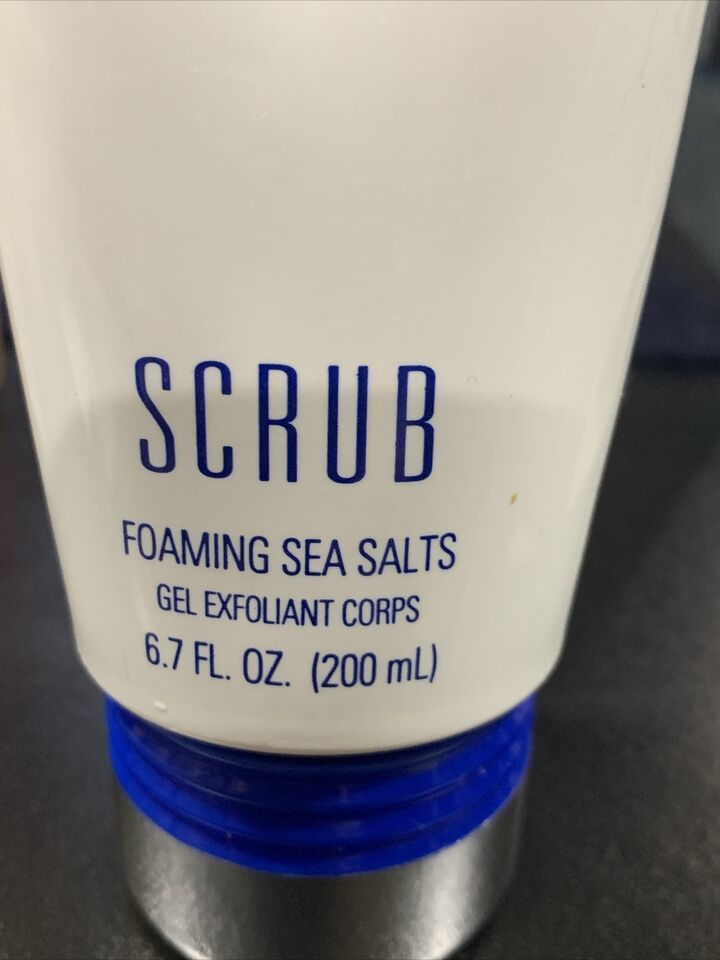 SCRUB
FOAMING SEA SALTS
GEL EXFOLIANT CORPS
6.7 FL. OZ. (200 mL)